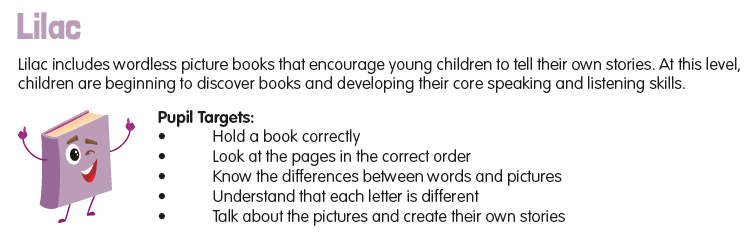 Lilac
Lilac includes wordless picture books that encourage young children to tell their own stories. At this level,
children are beginning to discover books and developing their core speaking and listening skills.
Pupil Targets:
• Hold a book correctly
• Look at the pages in the correct order
• Know the differences between words and pictures
• Understand that each letter is different
• Talk about the pictures and create their own stories